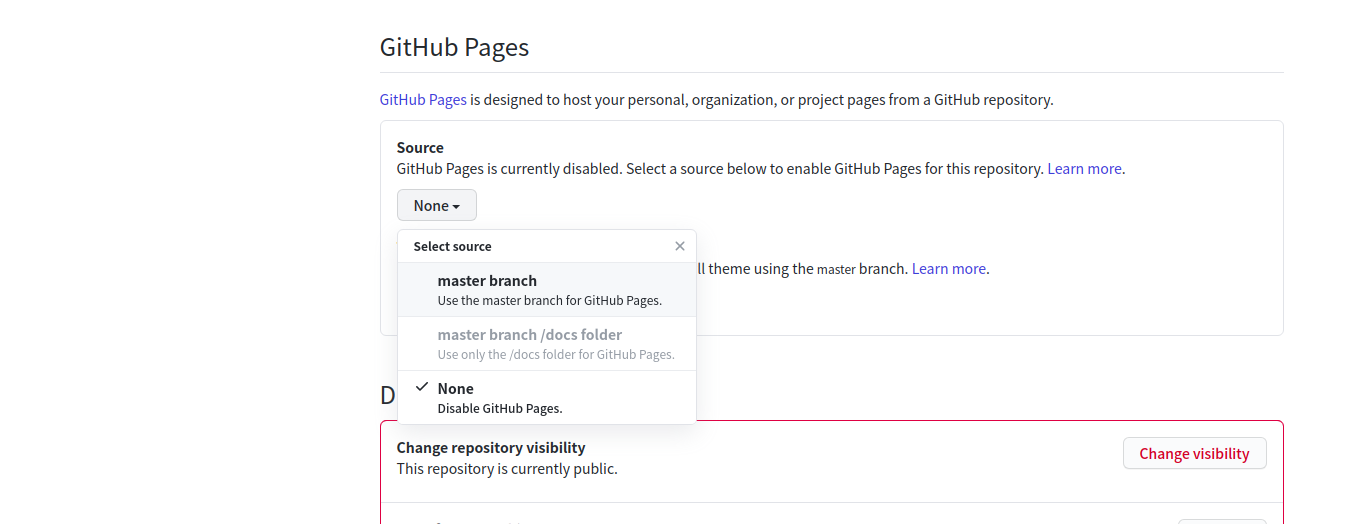 GitHub Pages
GitHub Pages is designed to host your personal, organization, or project pages from a GitHub repository.
Source
GitHub Pages is currently disabled. Select a source below to enable GitHub Pages for this repository. Learn more.
None
Select source
master branch
Use the master branch for GitHub Pages.
ll theme using the master branch. Learn more.
master branch /docs folder
Use only the /docs folder for GitHub Pages.
None
Disable GitHub Pages.
D
Change repository visibility
This repository is currently public.
Change visibility